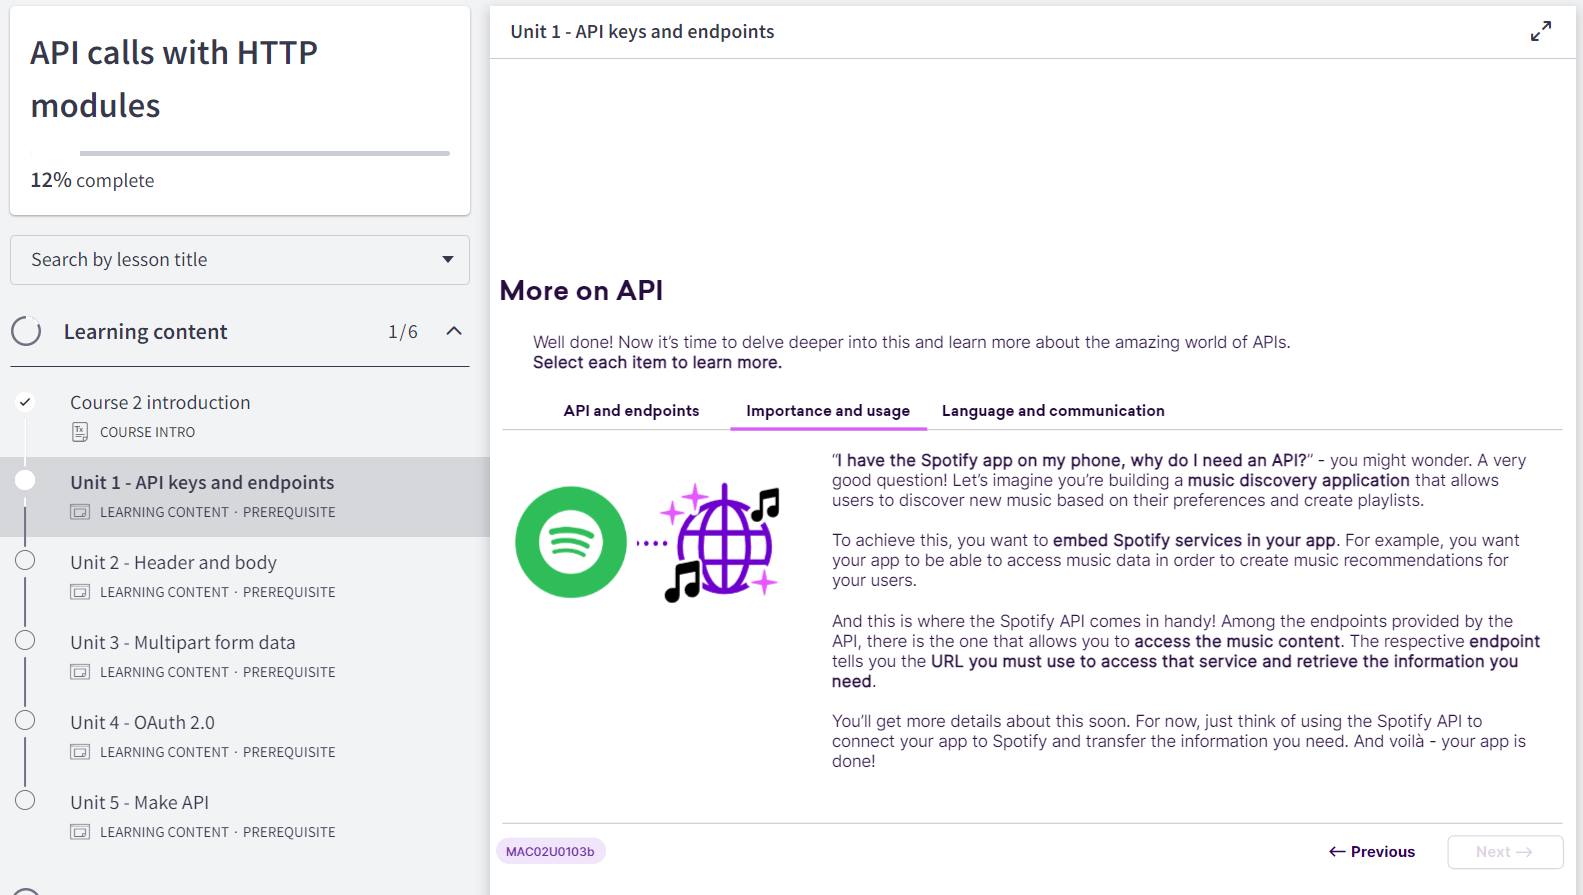 API calls with HTTP
modules
12% complete
Search by lesson title
Learning content 1/6
Course 2 introduction
COURSE INTRO
Unit 1 - API keys and endpoints
LEARNING CONTENT · PREREQUISITE
Unit 2 - Header and body
LEARNING CONTENT · PREREQUISITE
Unit 3 - Multipart form data
LEARNING CONTENT · PREREQUISITE
Unit 4 - OAuth 2.0
LEARNING CONTENT · PREREQUISITE
Unit 5 - Make API
LEARNING CONTENT · PREREQUISITE
Unit 1 - API keys and endpoints
More on API
Well done! Now it’s time to delve deeper into this and learn more about the amazing world of APIs.
Select each item to learn more.
API and endpoints Importance and usage Language and communication
“I have the Spotify app on my phone, why do I need an API?” - you might wonder. A very
good question! Let’s imagine you’re building a music discovery application that allows
users to discover new music based on their preferences and create playlists.
To achieve this, you want to embed Spotify services in your app. For example, you want
your app to be able to access music data in order to create music recommendations for
your users.
And this is where the Spotify API comes in handy! Among the endpoints provided by the
API, there is the one that allows you to access the music content. The respective endpoint
tells you the URL you must use to access that service and retrieve the information you
need.
You’ll get more details about this soon. For now, just think of using the Spotify API to
connect your app to Spotify and transfer the information you need. And voilà - your app is
done!
MAC02U0103b
← Previous
Next →